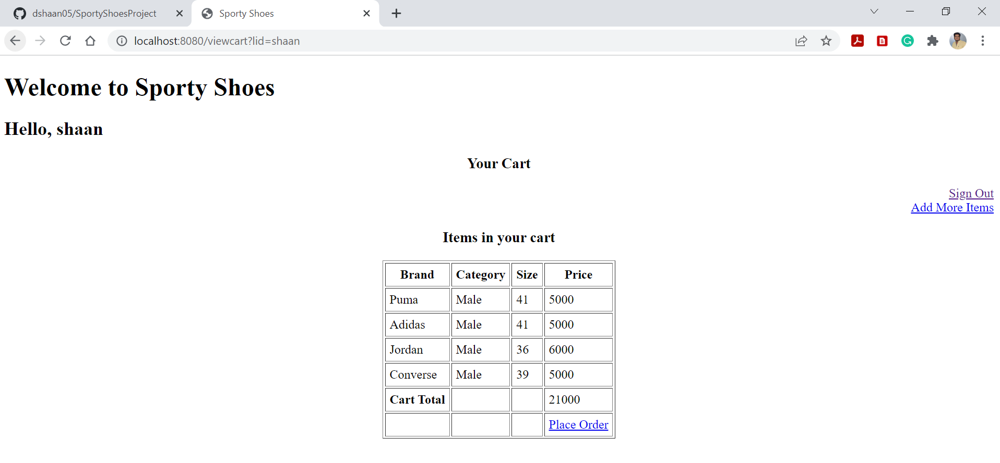 dshaan05/SportyShoesProject
Sporty Shoes
localhost:8080/viewcart?lid=shaan
Welcome to Sporty Shoes
Hello, shaan
Your Cart
Sign Out
Add More Items
Items in your cart
Brand Category Size Price
Puma Male 41 5000
Adidas Male 41 5000
Jordan Male 36 6000
Converse Male 39 5000
Cart Total 21000
Place Order